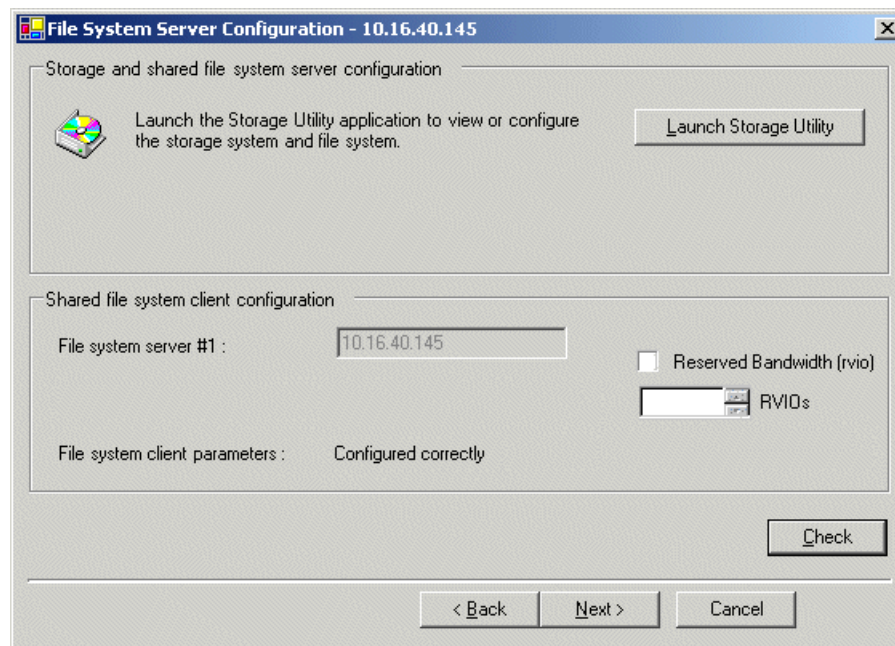 File System Server Configuration - 10.16.40.145
Storage and shared file system server configuration
Launch the Storage Utility application to view or configure
the storage system and file system.
Launch Storage Utility
Shared file system client configuration
File system server #1 :
10.16.40.145
Reserved Bandwidth (rvio)
RVIOs
File system client parameters :
Configured correctly
Check
< Back
Next >
Cancel